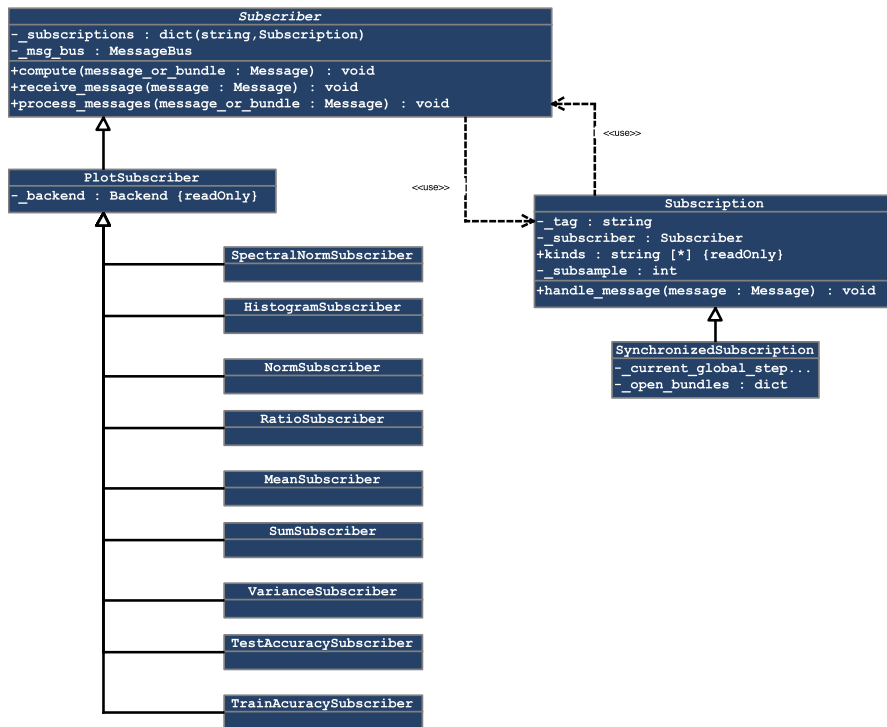 Subscriber
-_subscriptions : dict(string,Subscription)
-_msg_bus : MessageBus
+compute(message_or_bundle : Message) : void
+receive_message(message : Message) : void
+process_messages(message_or_bundle : Message) : void
<<use>>
<<use>>
PlotSubscriber
-_backend : Backend {readOnly}
Subscription
-_tag : string
-_subscriber : Subscriber
+kinds : string [*] {readOnly}
-_subsample : int
+handle_message(message : Message) : void
SynchronizedSubscription
-_current_global_step...
-_open_bundles : dict
SpectralNormSubscriber
HistogramSubscriber
NormSubscriber
RatioSubscriber
MeanSubscriber
SumSubscriber
VarianceSubscriber
TestAccuracySubscriber
TrainAcuracySubscriber